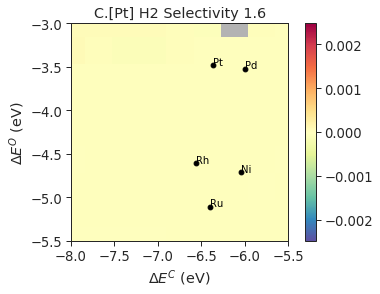 C.[Pt] H2 Selectivity 1.6
−3.0
−3.5
−4.0
−4.5
−5.0
−5.5
ΔE^O (eV)
Pt
Pd
Rh
Ni
Ru
−8.0 −7.5 −7.0 −6.5 −6.0 −5.5
ΔE^C (eV)
0.002
0.001
0.000
−0.001
−0.002